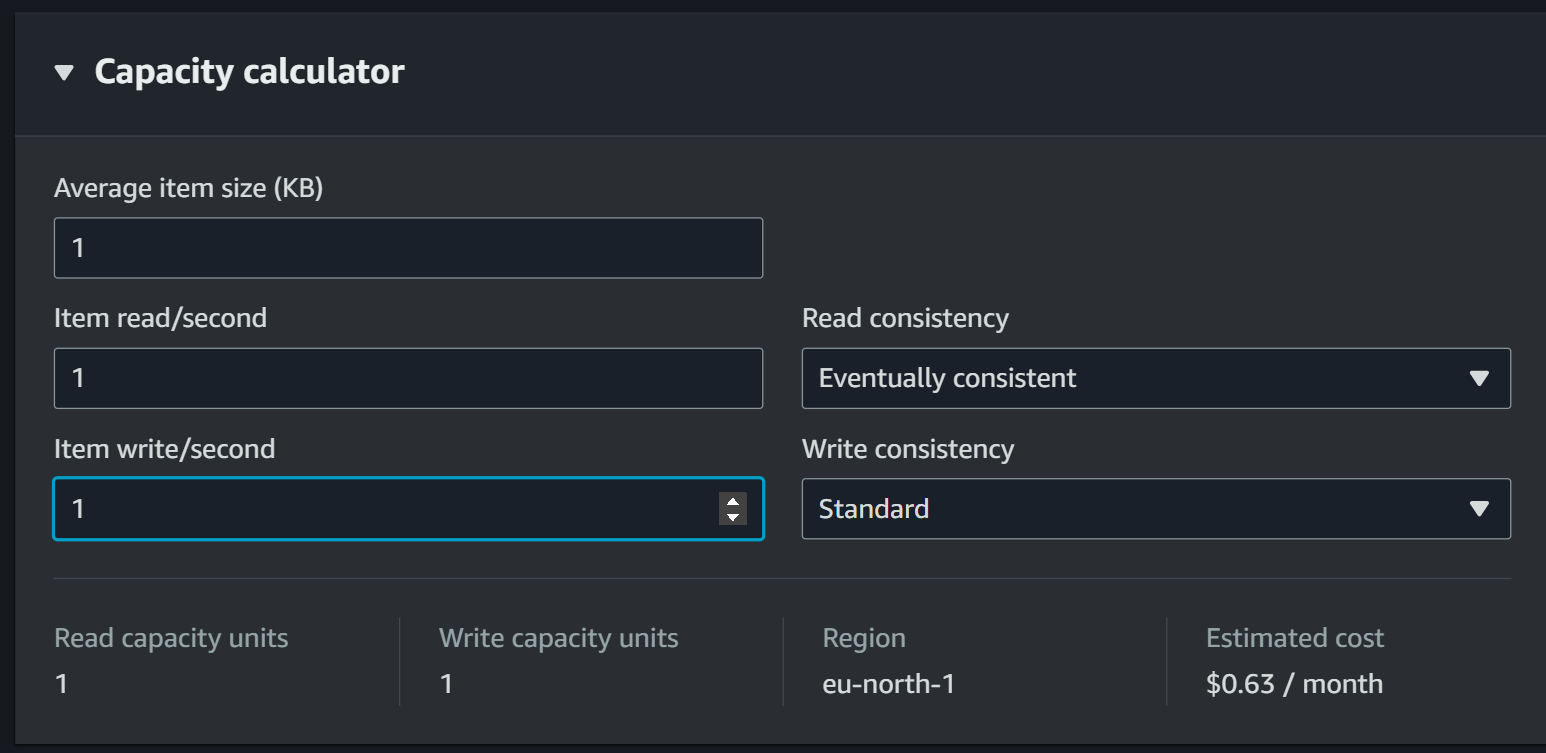 Capacity calculator
Average item size (KB)
1
Item read/second
Read consistency
1
Eventually consistent
Item write/second
Write consistency
1
Standard
Read capacity units
Write capacity units
Region
Estimated cost
1
1
eu-north-1
$0.63 / month